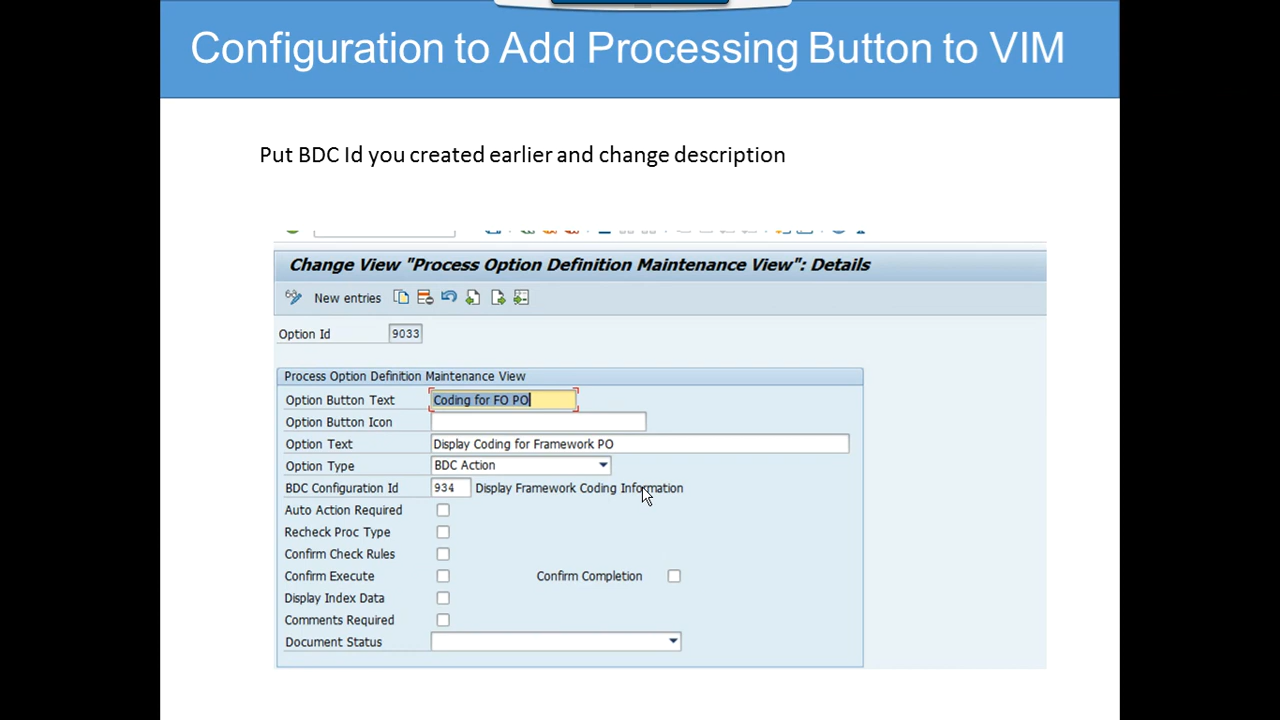 Configuration to Add Processing Button to VIM
Put BDC Id you created earlier and change description
Change View "Process Option Definition Maintenance View": Details
New entries
Option Id 9033
Process Option Definition Maintenance View
Option Button Text Coding for FO PO
Option Button Icon
Option Text Display Coding for Framework PO
Option Type BDC Action
BDC Configuration Id 934 Display Framework Coding Information
Auto Action Required
Recheck Proc Type
Confirm Check Rules
Confirm Execute Confirm Completion
Display Index Data
Comments Required
Document Status